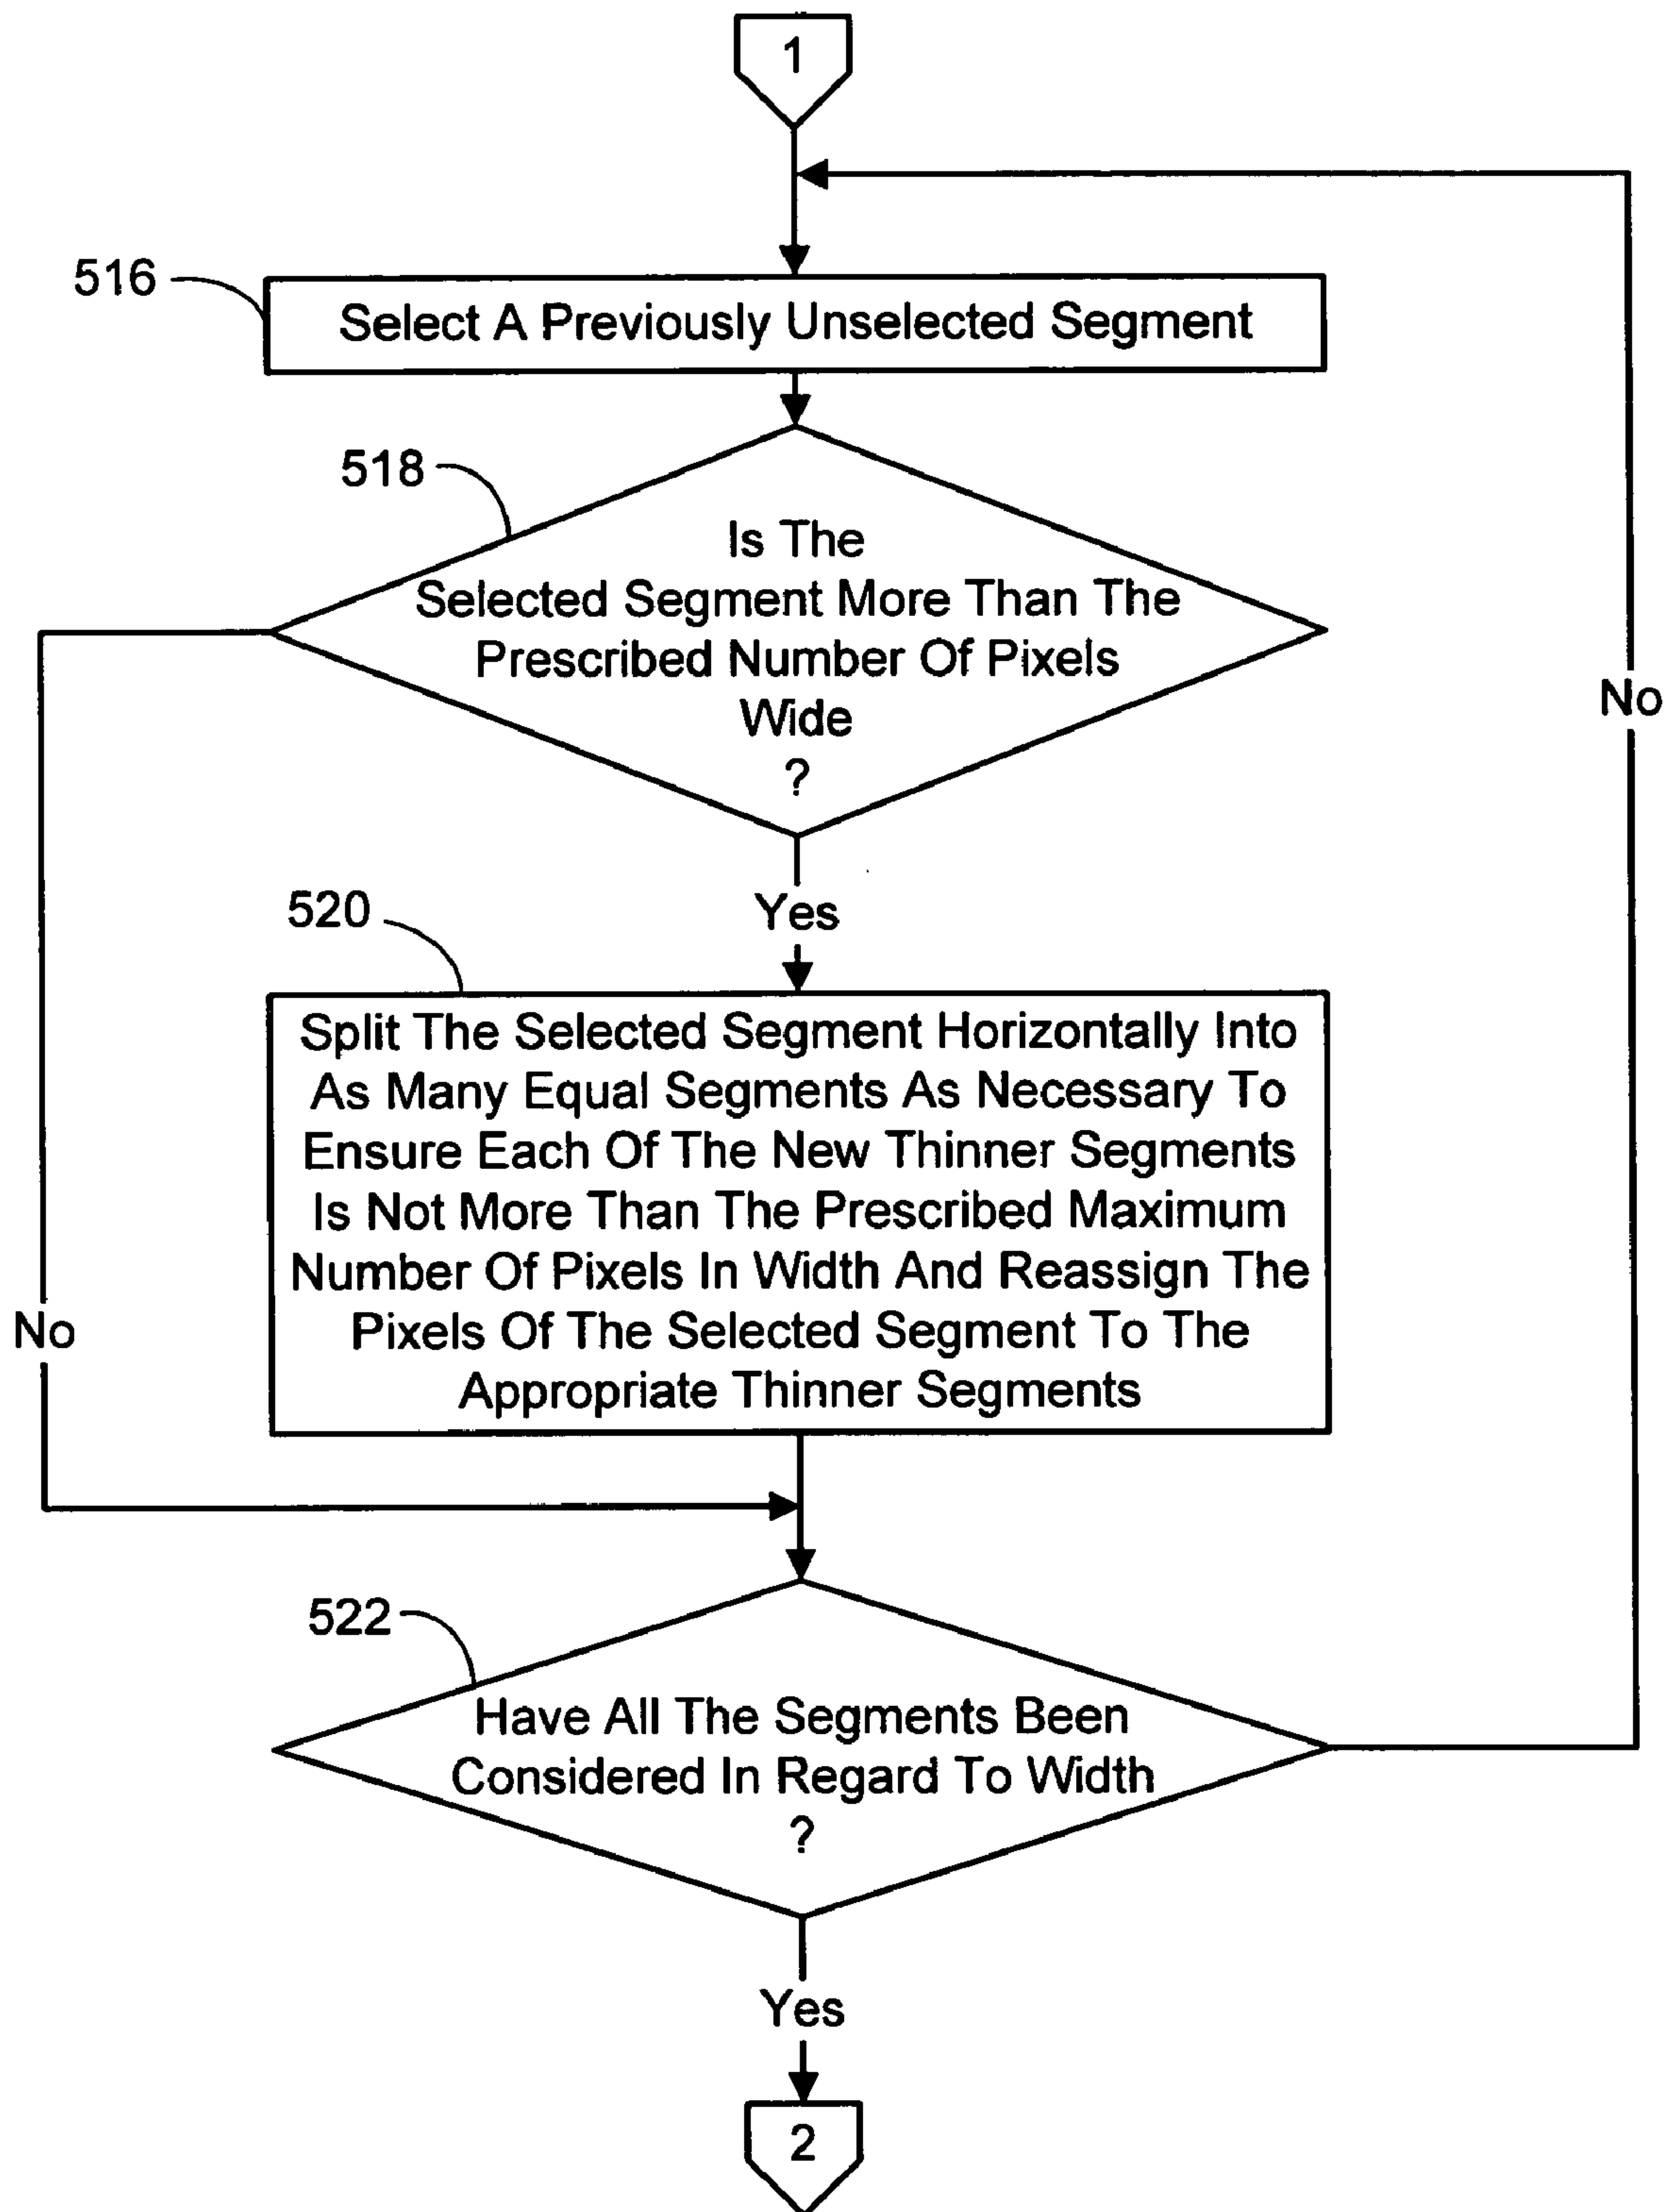 1
516
Select A Previously Unselected Segment
518
Is The
Selected Segment More Than The
Prescribed Number Of Pixels
Wide
?
No
Yes
520
Split The Selected Segment Horizontally Into
As Many Equal Segments As Necessary To
Ensure Each Of The New Thinner Segments
Is Not More Than The Prescribed Maximum
Number Of Pixels In Width And Reassign The
Pixels Of The Selected Segment To The
Appropriate Thinner Segments
No
522
Have All The Segments Been
Considered In Regard To Width
?
Yes
2